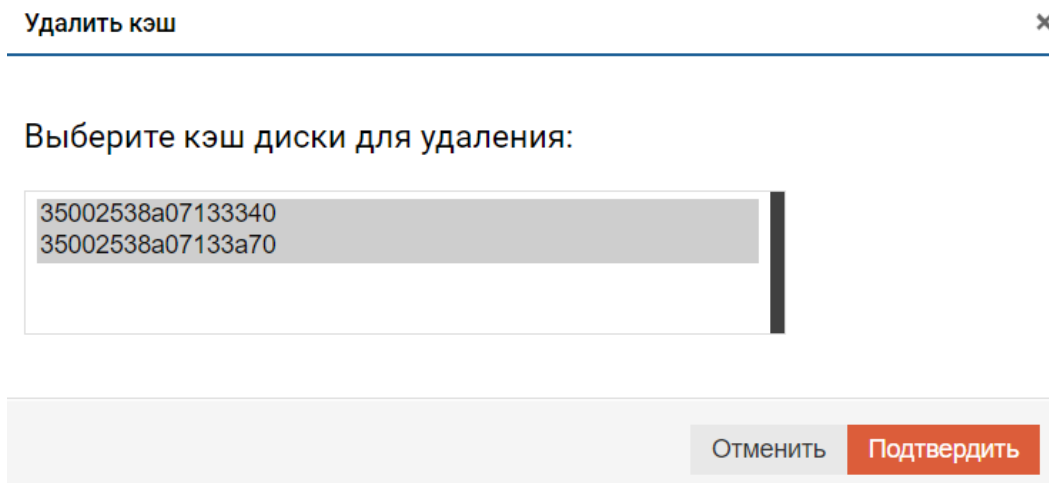 Удалить кэш
Выберите кэш диски для удаления:
35002538a07133340
35002538a07133a70
Отменить Подтвердить